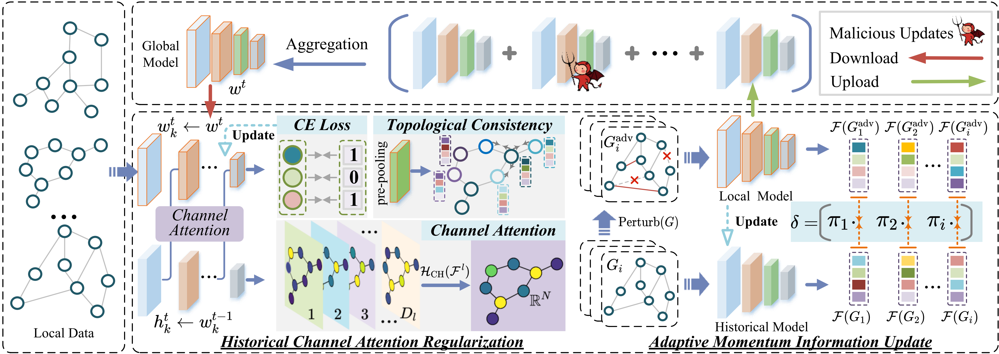 Global
Model
w^t
Aggregation
Malicious Updates
Download
Upload
Local Data
w_k^t ← w^t
Update
Channel
Attention
h_k^t ← w_k^{t-1}
CE Loss
1
0
1
Topological Consistency
pre-pooling
Channel Attention
1
2
3
D_l
H_CH(F^l)
ℝ^N
Historical Channel Attention Regularization
G_i^adv
Perturb(G)
G_i
Local Model
Update
Historical Model
F(G_1^adv) F(G_2^adv) F(G_i^adv)
δ = ( π_1 · π_2 · π_i · )
F(G_1) F(G_2) F(G_i)
Adaptive Momentum Information Update